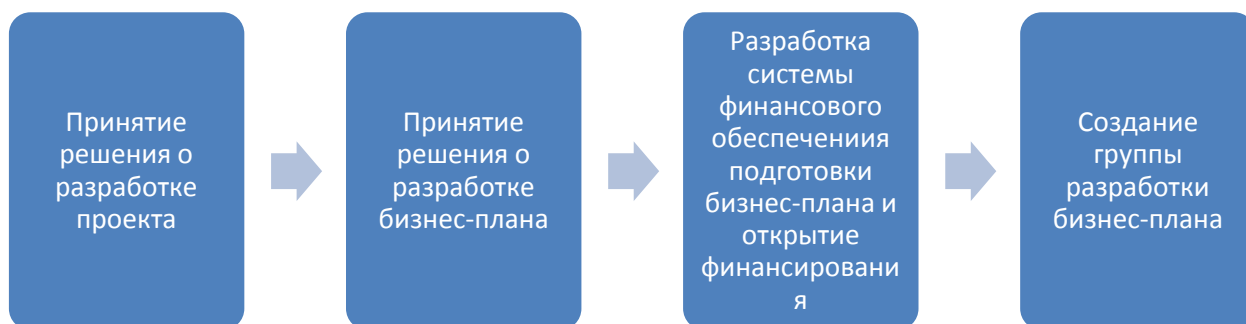 Принятие
решения о
разработке
проекта
Принятие
решения о
разработке
бизнес-плана
Разработка
системы
финансового
обеспечениия
подготовки
бизнес-плана и
открытие
финансировани
я
Создание
группы
разработки
бизнес-плана